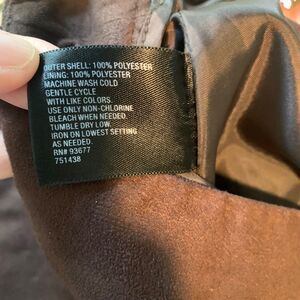 OUTER SHELL: 100% POLYESTER
LINING: 100% POLYESTER
MACHINE WASH COLD
GENTLE CYCLE
WITH LIKE COLORS.
USE ONLY NON-CHLORINE
BLEACH WHEN NEEDED.
TUMBLE DRY LOW.
IRON ON LOWEST SETTING
AS NEEDED.
RN# 93677
751438